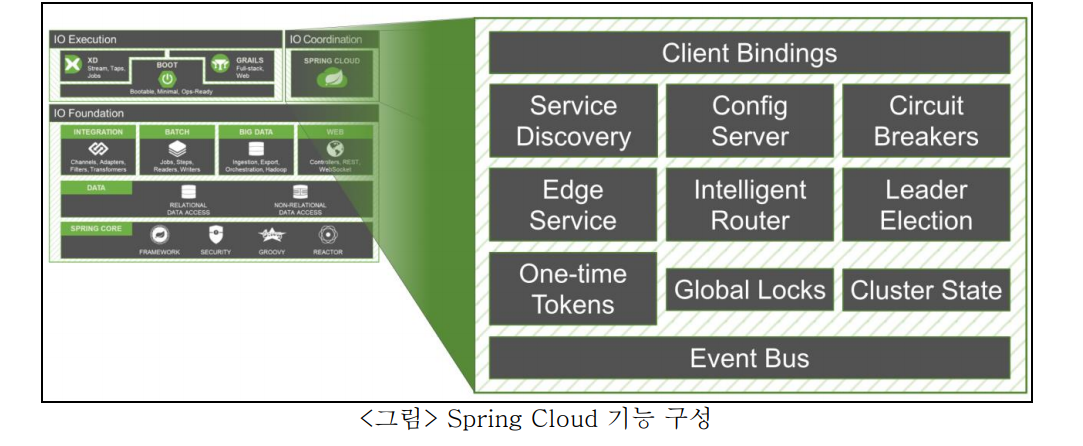 IO Execution
XD
Stream, Taps,
Jobs
BOOT
GRAILS
Full-stack,
Web
Bootable, Minimal, Ops-Ready
IO Coordination
SPRING CLOUD
IO Foundation
INTEGRATION
Channels, Adapters,
Filters, Transformers
BATCH
Jobs, Steps,
Readers, Writers
BIG DATA
Ingestion, Export,
Orchestration, Hadoop
WEB
Controllers, REST,
WebSocket
DATA
RELATIONAL
DATA ACCESS
NON-RELATIONAL
DATA ACCESS
SPRING CORE
FRAMEWORK
SECURITY
GROOVY
REACTOR
Client Bindings
Service
Discovery
Config
Server
Circuit
Breakers
Edge
Service
Intelligent
Router
Leader
Election
One-time
Tokens
Global Locks
Cluster State
Event Bus
<그림> Spring Cloud 기능 구성